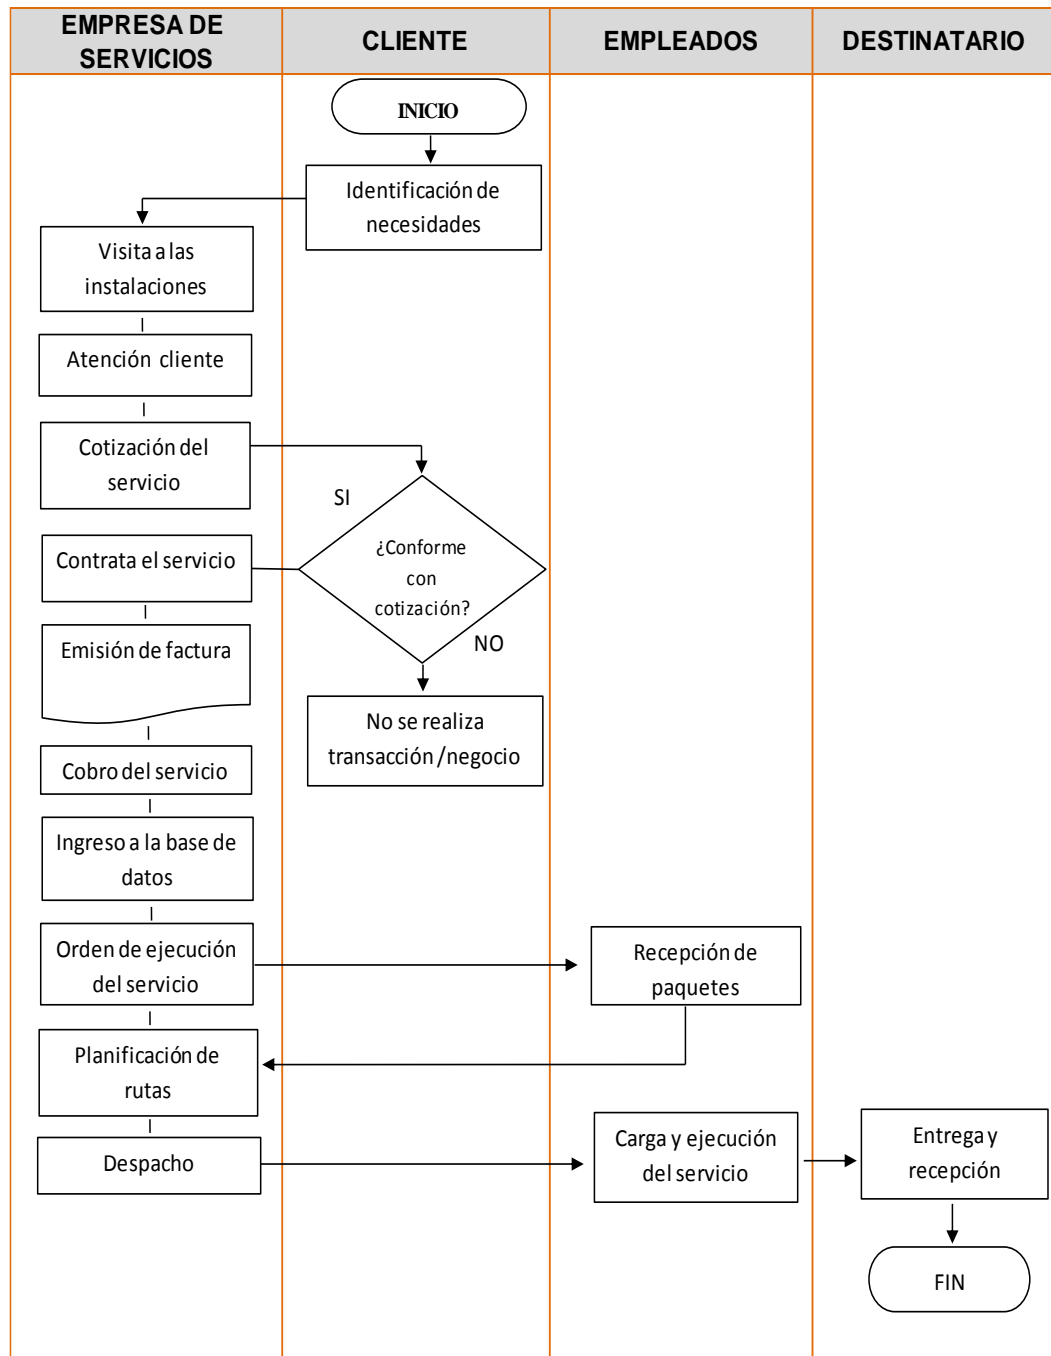 EMPRESA DE
SERVICIOS
CLIENTE
EMPLEADOS
DESTINATARIO
INICIO
Identificación de
necesidades
Visita a las
instalaciones
Atención cliente
Cotización del
servicio
SI
¿Conforme
con
cotización?
NO
Contrata el servicio
Emisión de factura
No se realiza
transacción/negocio
Cobro del servicio
Ingreso a la base de
datos
Orden de ejecución
del servicio
Recepción de
paquetes
Planificación de
rutas
Despacho
Carga y ejecución
del servicio
Entrega y
recepción
FIN